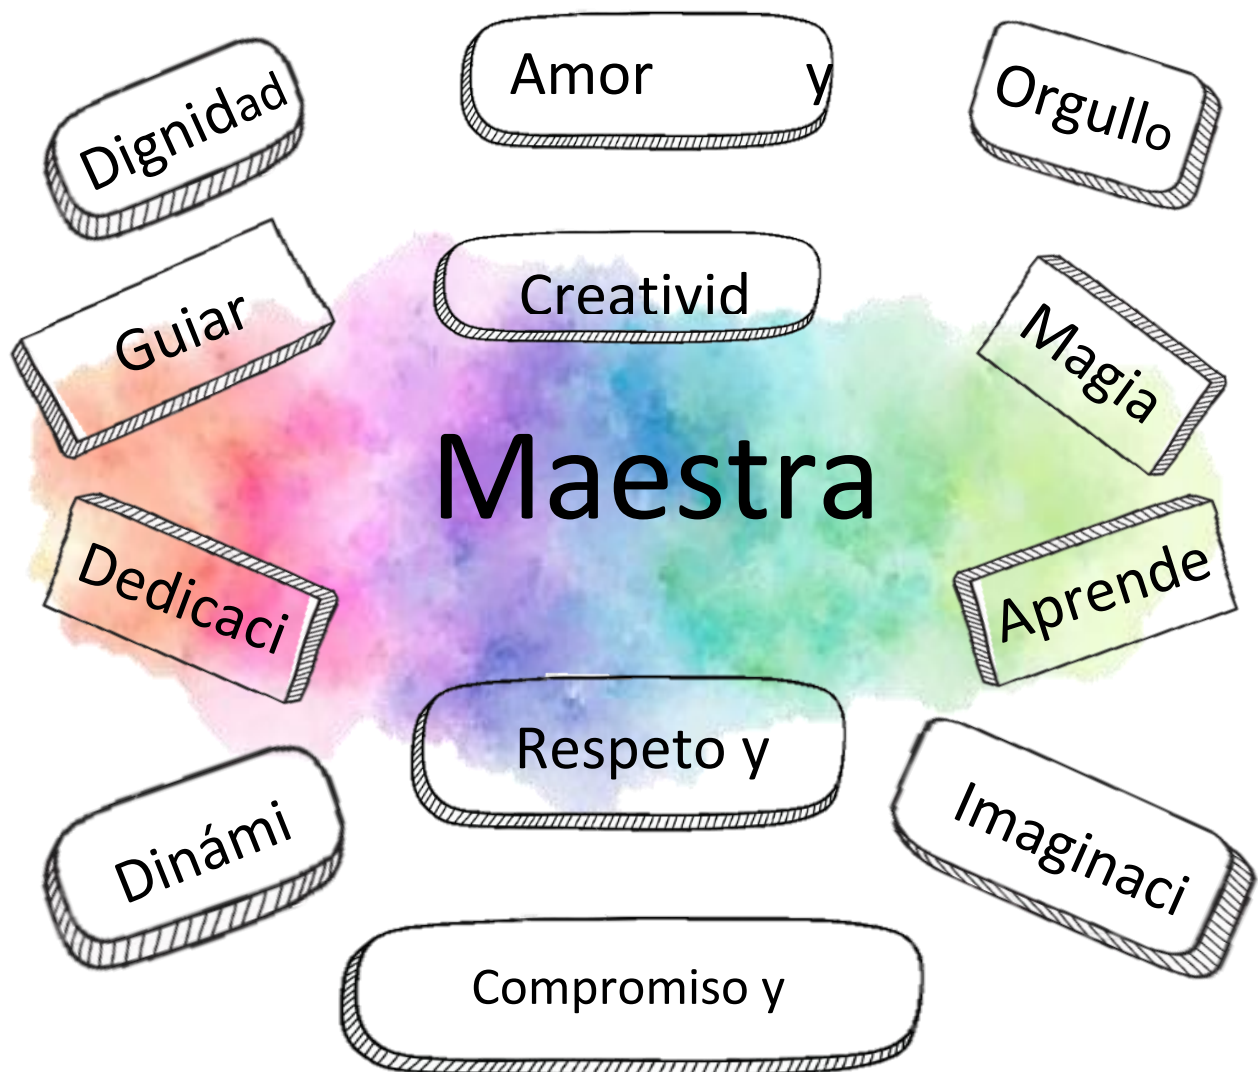 Dignidad
Amor y
Orgullo
Guiar
Creativid
Magia
Maestra
Dedicaci
Aprende
Respeto y
Dinámi
Imaginaci
Compromiso y